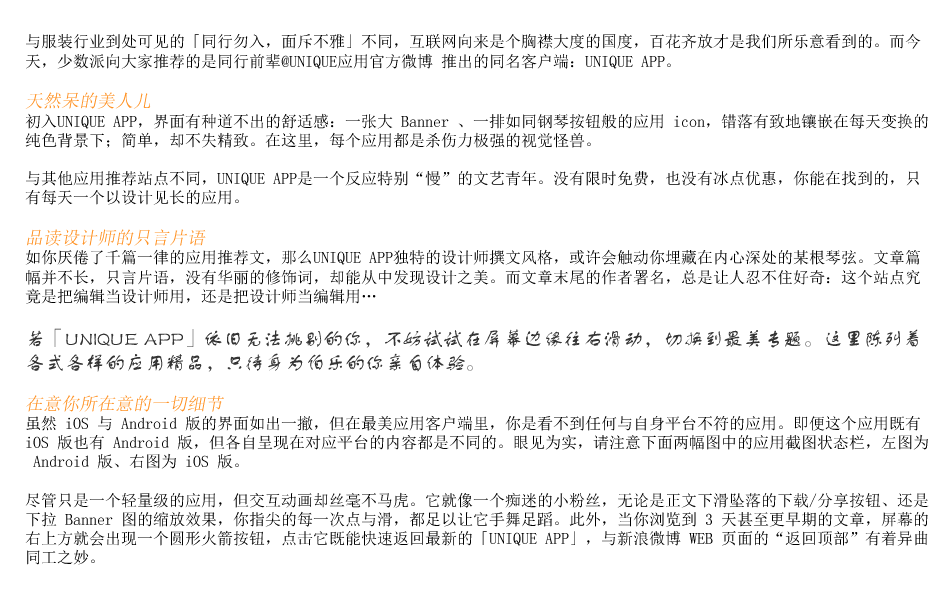 与服装行业到处可见的「同行勿入，面斥不雅」不同，互联网向来是个胸襟大度的国度，百花齐放才是我们所乐意看到的。而今
天，少数派向大家推荐的是同行前辈@UNIQUE应用官方微博 推出的同名客户端：UNIQUE APP。
天然呆的美人儿
初入UNIQUE APP，界面有种道不出的舒适感：一张大 Banner 、一排如同钢琴按钮般的应用 icon，错落有致地镶嵌在每天变换的
纯色背景下；简单，却不失精致。在这里，每个应用都是杀伤力极强的视觉怪兽。
与其他应用推荐站点不同，UNIQUE APP是一个反应特别“慢”的文艺青年。没有限时免费，也没有冰点优惠，你能在找到的，只
有每天一个以设计见长的应用。
品读设计师的只言片语
如你厌倦了千篇一律的应用推荐文，那么UNIQUE APP独特的设计师撰文风格，或许会触动你埋藏在内心深处的某根琴弦。文章篇
幅并不长，只言片语，没有华丽的修饰词，却能从中发现设计之美。而文章末尾的作者署名，总是让人忍不住好奇：这个站点究
竟是把编辑当设计师用，还是把设计师当编辑用…
若「UNIQUE APP」依旧无法挑剔的你，不妨试试在屏幕边缘往右滑动，切换到最美专题。这里陈列着
各式各样的应用精品，只待身为伯乐的你亲自体验。
在意你所在意的一切细节
虽然 iOS 与 Android 版的界面如出一撤，但在最美应用客户端里，你是看不到任何与自身平台不符的应用。即便这个应用既有
iOS 版也有 Android 版，但各自呈现在对应平台的内容都是不同的。眼见为实，请注意下面两幅图中的应用截图状态栏，左图为
Android 版、右图为 iOS 版。
尽管只是一个轻量级的应用，但交互动画却丝毫不马虎。它就像一个痴迷的小粉丝，无论是正文下滑坠落的下载/分享按钮、还是
下拉 Banner 图的缩放效果，你指尖的每一次点与滑，都足以让它手舞足蹈。此外，当你浏览到 3 天甚至更早期的文章，屏幕的
右上方就会出现一个圆形火箭按钮，点击它既能快速返回最新的「UNIQUE APP」，与新浪微博 WEB 页面的“返回顶部”有着异曲
同工之妙。